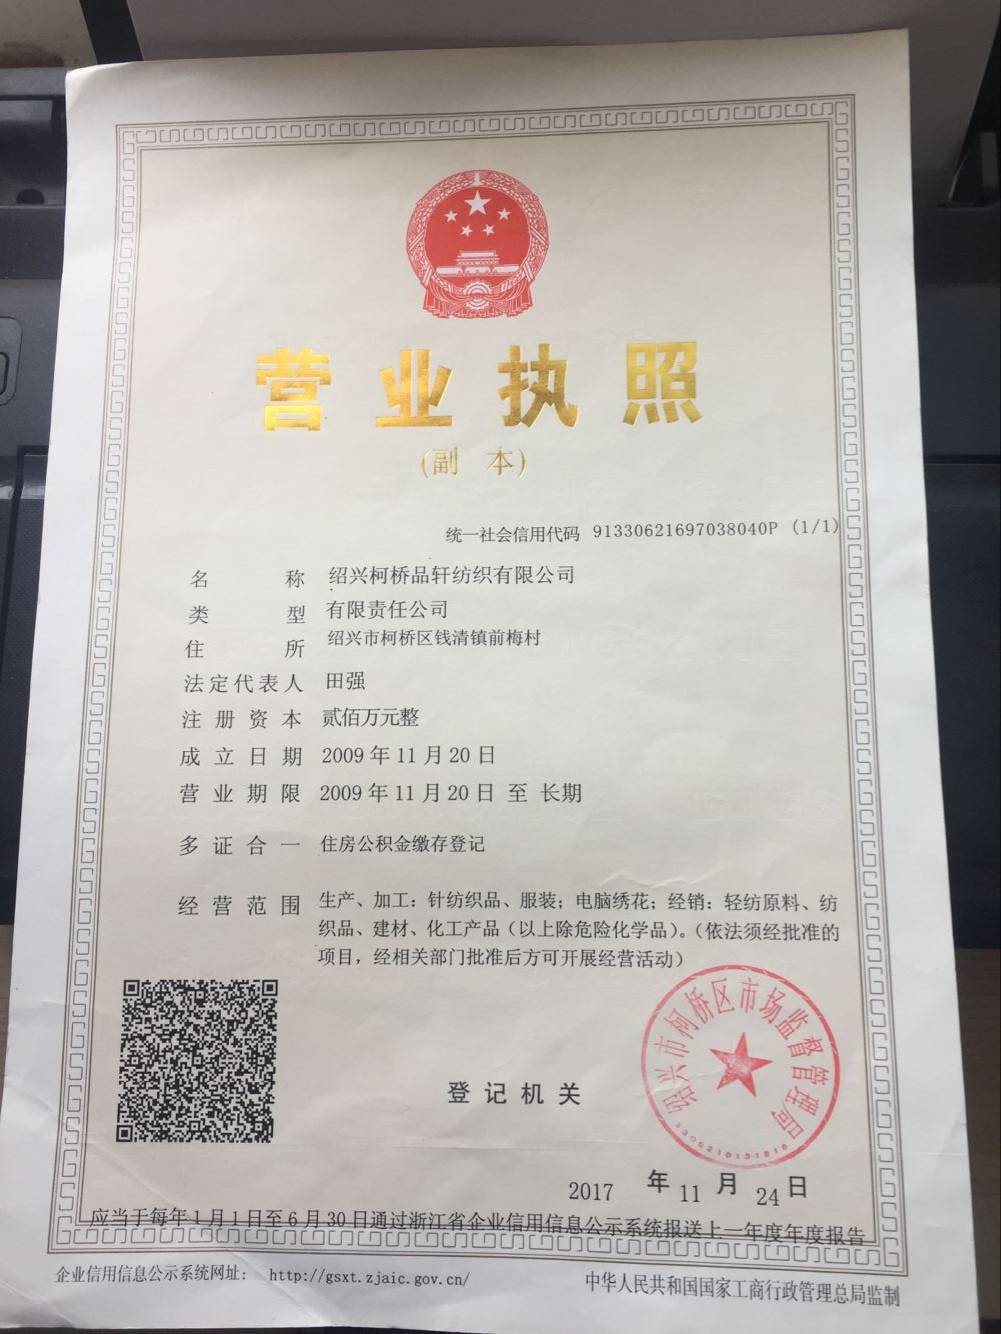 营业执照
(副 本)
统一社会信用代码 91330621697038040P (1/1)
名 称 绍兴柯桥品轩纺织有限公司
类 型 有限责任公司
住 所 绍兴市柯桥区钱清镇前梅村
法定代表人 田强
注册资本 贰佰万元整
成立日期 2009年11月20日
营业期限 2009年11月20日 至 长期
多证合一 住房公积金缴存登记
经营范围 生产、加工：针纺织品、服装；电脑绣花；经销：轻纺原料、纺
织品、建材、化工产品（以上除危险化学品）。（依法须经批准的
项目，经相关部门批准后方可开展经营活动）
绍兴市柯桥区市场监督管理局
登记机关
2017 年 11 月 24 日
应当于每年1月1日至6月30日通过浙江省企业信用信息公示系统报送上一年度年度报告
企业信用信息公示系统网址： http://gsxt.zjaic.gov.cn/
中华人民共和国国家工商行政管理总局监制